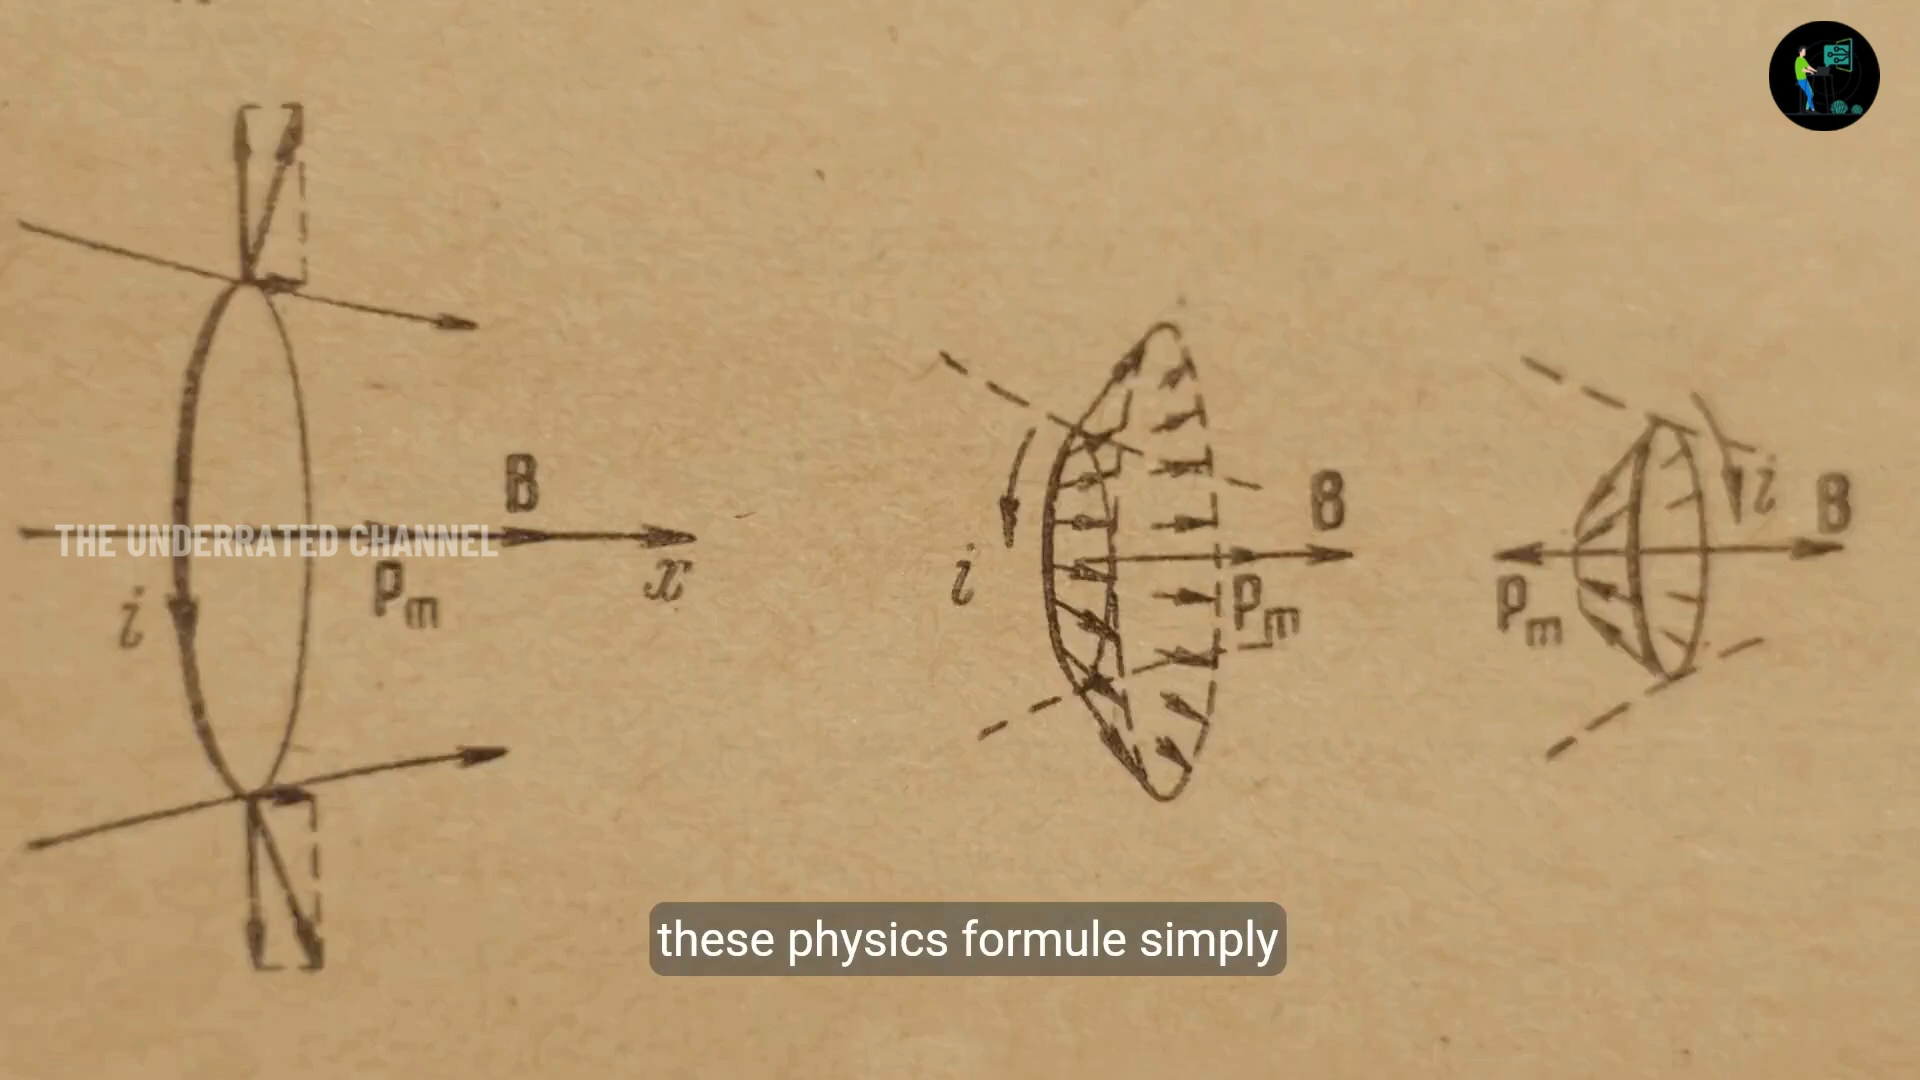 B
THE UNDERRATED CHANNEL
i
Pm
x
i
B
Pm
i
B
Pm
these physics formule simply